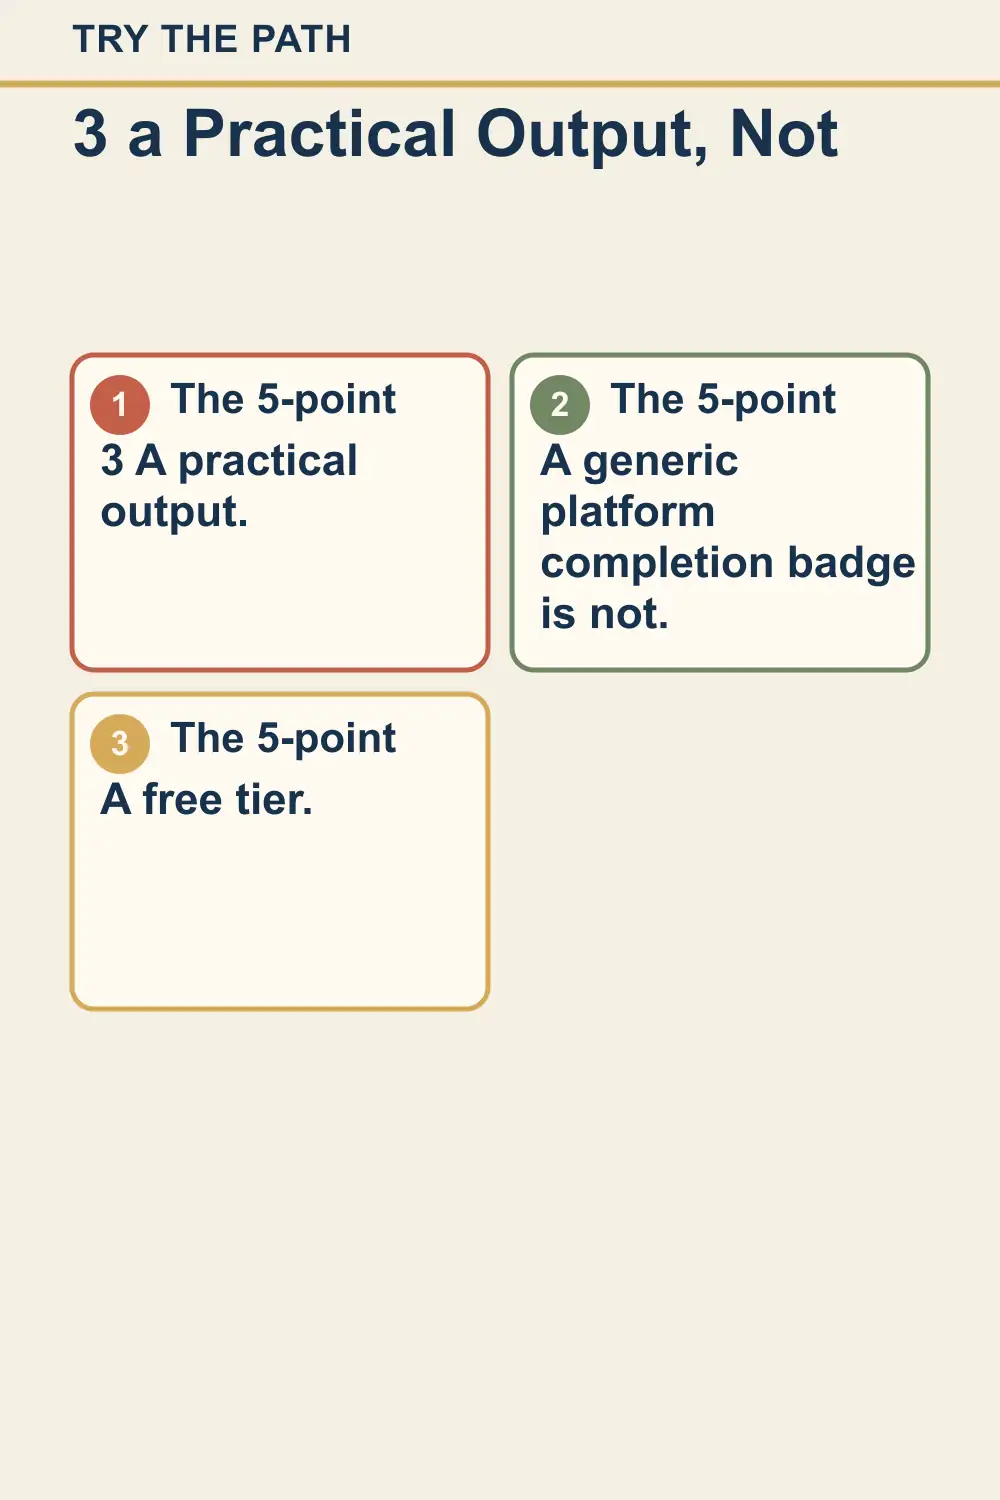 TRY THE PATH
3 a Practical Output, Not
1 The 5-point
3 A practical
output.
2 The 5-point
A generic
platform
completion badge
is not.
3 The 5-point
A free tier.